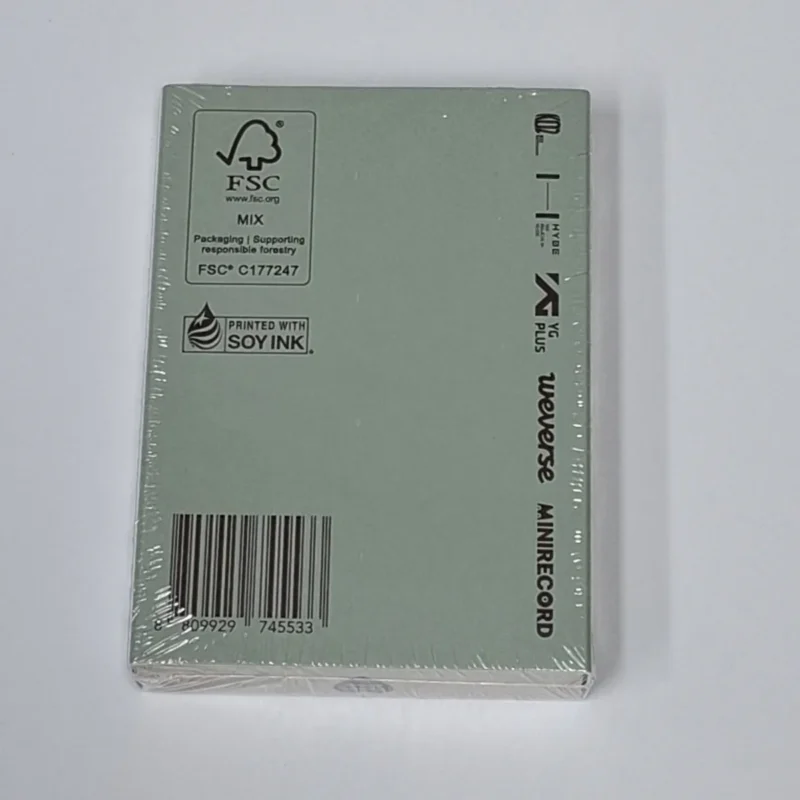 FSC®
www.fsc.org
MIX
Packaging | Supporting
responsible forestry
FSC® C177247
PRINTED WITH
SOY INK
HYBE
YG
PLUS
weverse
MINIRECORD
8 809929 745533